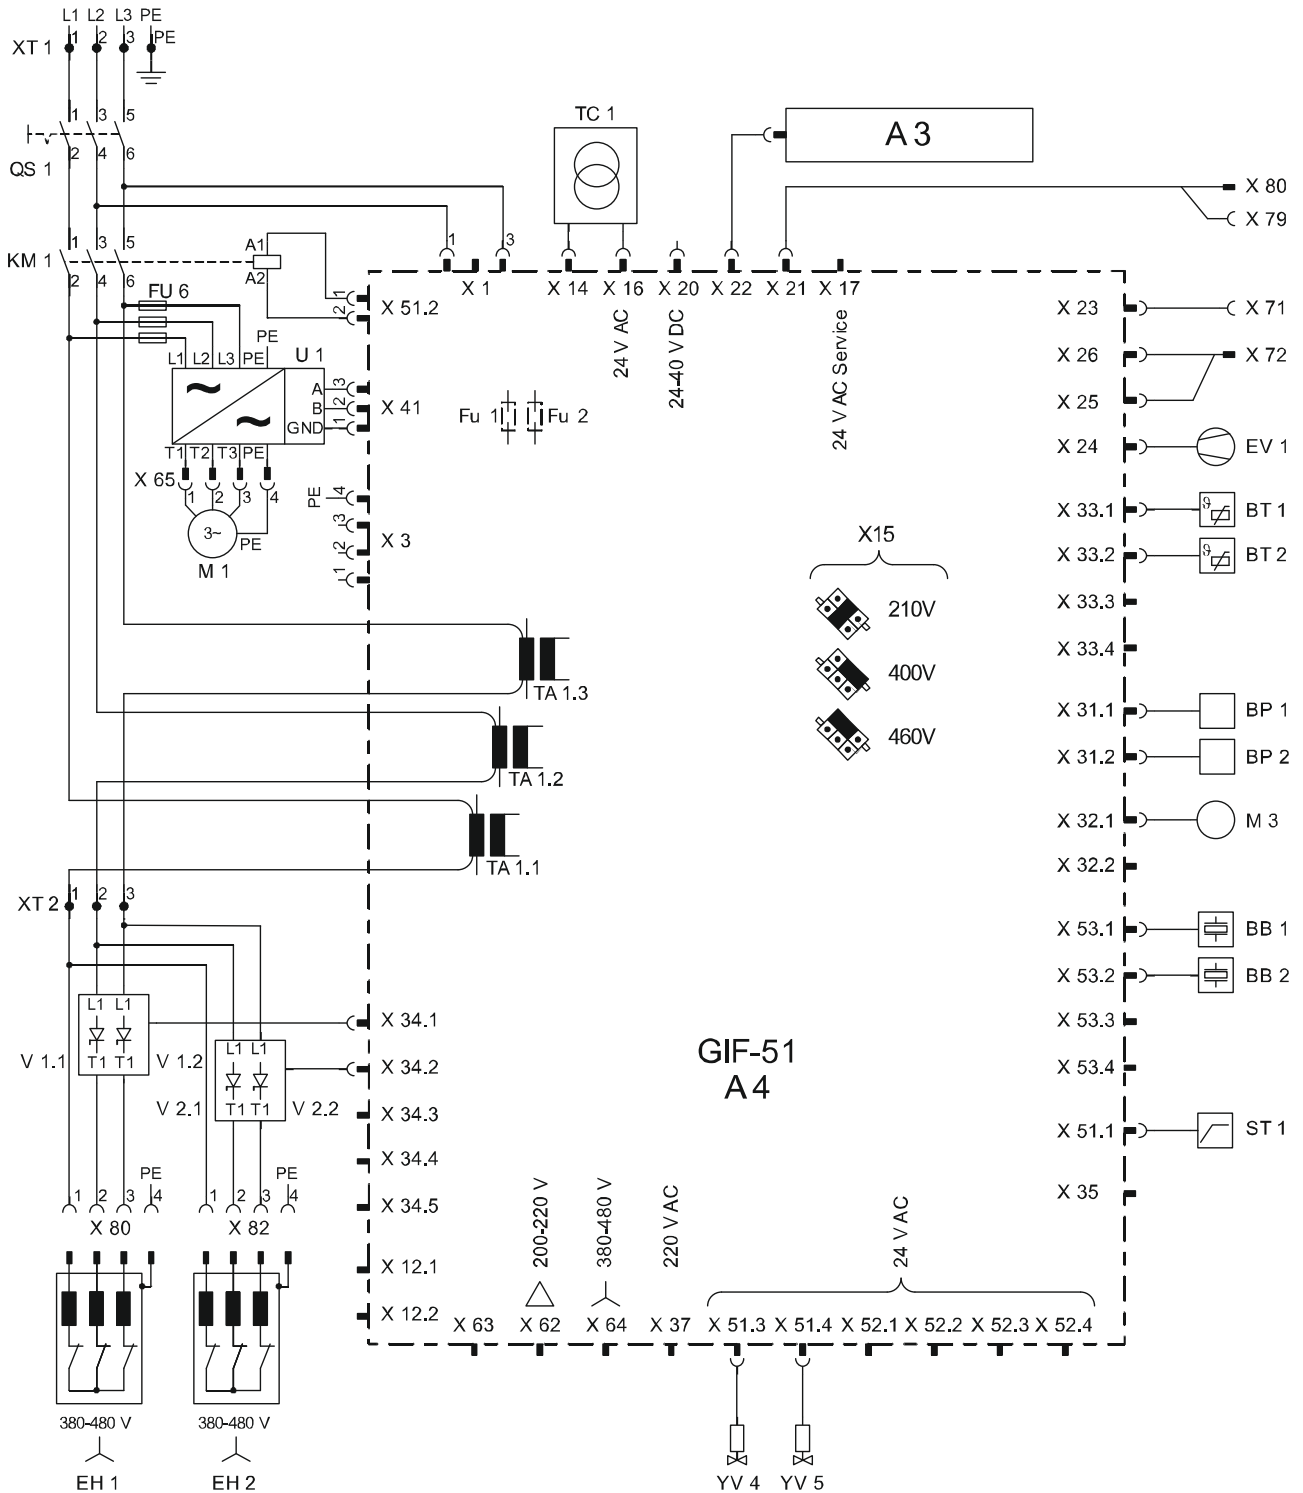 L1 L2 L3 PE
XT 1 1 2 3 PE
1 3 5
QS 1 2 4 6
TC 1
A 3
X 80
X 79
1 3
1 3 5
KM 1 A1
A2
2 4 6
FU 6
X 51.2 1 2
X 1 X 14 X 16 X 20 X 22 X 21 X 17
24 V AC
24-40 V DC
24 V AC Service
X 23 X 71
X 26 X 72
X 25
X 24 EV 1
L1 L2 L3 PE PE U 1
A 3
B 2 X 41
GND 1
T1 T2 T3 PE
X 65
1 2 3 4
3~ PE
M 1
Fu 1 Fu 2
PE 4
3
2 X 3
1
X 33.1 ϑ BT 1
X 33.2 ϑ BT 2
X 33.3
X 33.4
X15
210V
400V
460V
X 31.1 BP 1
X 31.2 BP 2
X 32.1 M 3
X 32.2
TA 1.3
TA 1.2
TA 1.1
XT 2 1 2 3
X 53.1 BB 1
X 53.2 BB 2
X 53.3
X 53.4
X 51.1 ST 1
X 35
L1 L1
V 1.1 T1 T1 V 1.2
L1 L1
V 2.1 T1 T1 V 2.2
X 34.1
X 34.2
X 34.3
X 34.4
X 34.5
X 12.1
X 12.2
GIF-51
A 4
PE PE
1 2 3 4 1 2 3 4
X 80 X 82
200-220 V
380-480 V
220 V AC
24 V AC
X 63 X 62 X 64 X 37 X 51.3 X 51.4 X 52.1 X 52.2 X 52.3 X 52.4
380-480 V 380-480 V
EH 1 EH 2
YV 4 YV 5